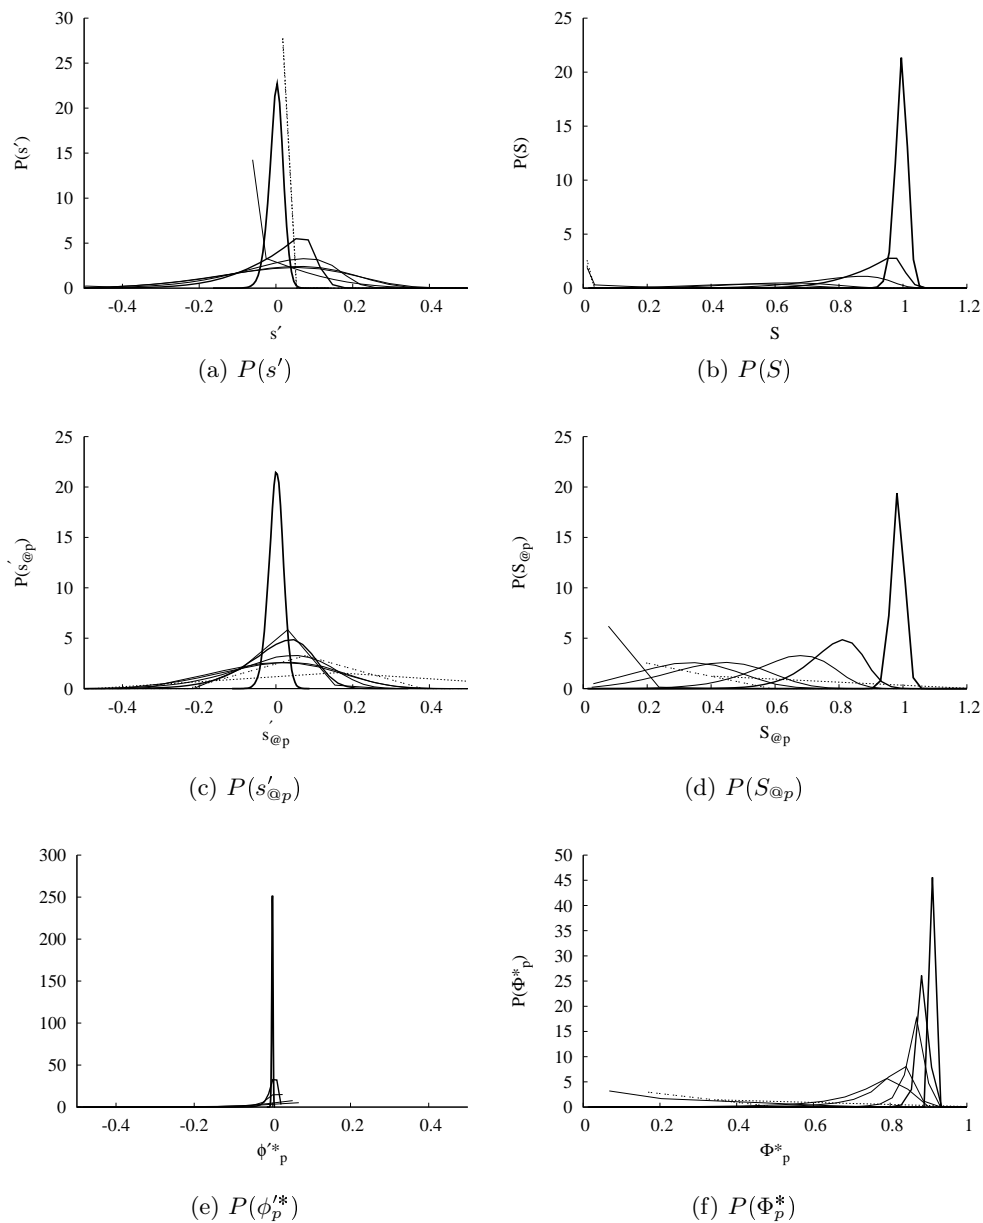 30
25
20
15
10
5
0
P(s′)
-0.4 -0.2 0 0.2 0.4
s′
(a) P(s′)
25
20
15
10
5
0
P(S)
0 0.2 0.4 0.6 0.8 1 1.2
S
(b) P(S)
25
20
15
10
5
0
P(s′@p)
-0.4 -0.2 0 0.2 0.4
s′@p
(c) P(s′@p)
25
20
15
10
5
0
P(S@p)
0 0.2 0.4 0.6 0.8 1 1.2
S@p
(d) P(S@p)
300
250
200
150
100
50
0
-0.4 -0.2 0 0.2 0.4
ϕ′*p
(e) P(ϕ′*p)
50
45
40
35
30
25
20
15
10
5
0
P(Φ*p)
0 0.2 0.4 0.6 0.8 1
Φ*p
(f) P(Φ*p)